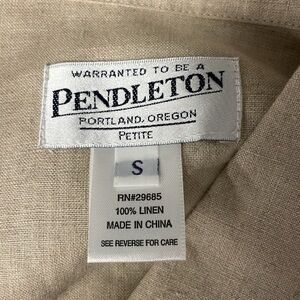 WARRANTED TO BE A
PENDLETON
PORTLAND, OREGON
PETITE
S
RN#29685
100% LINEN
MADE IN CHINA
SEE REVERSE FOR CARE